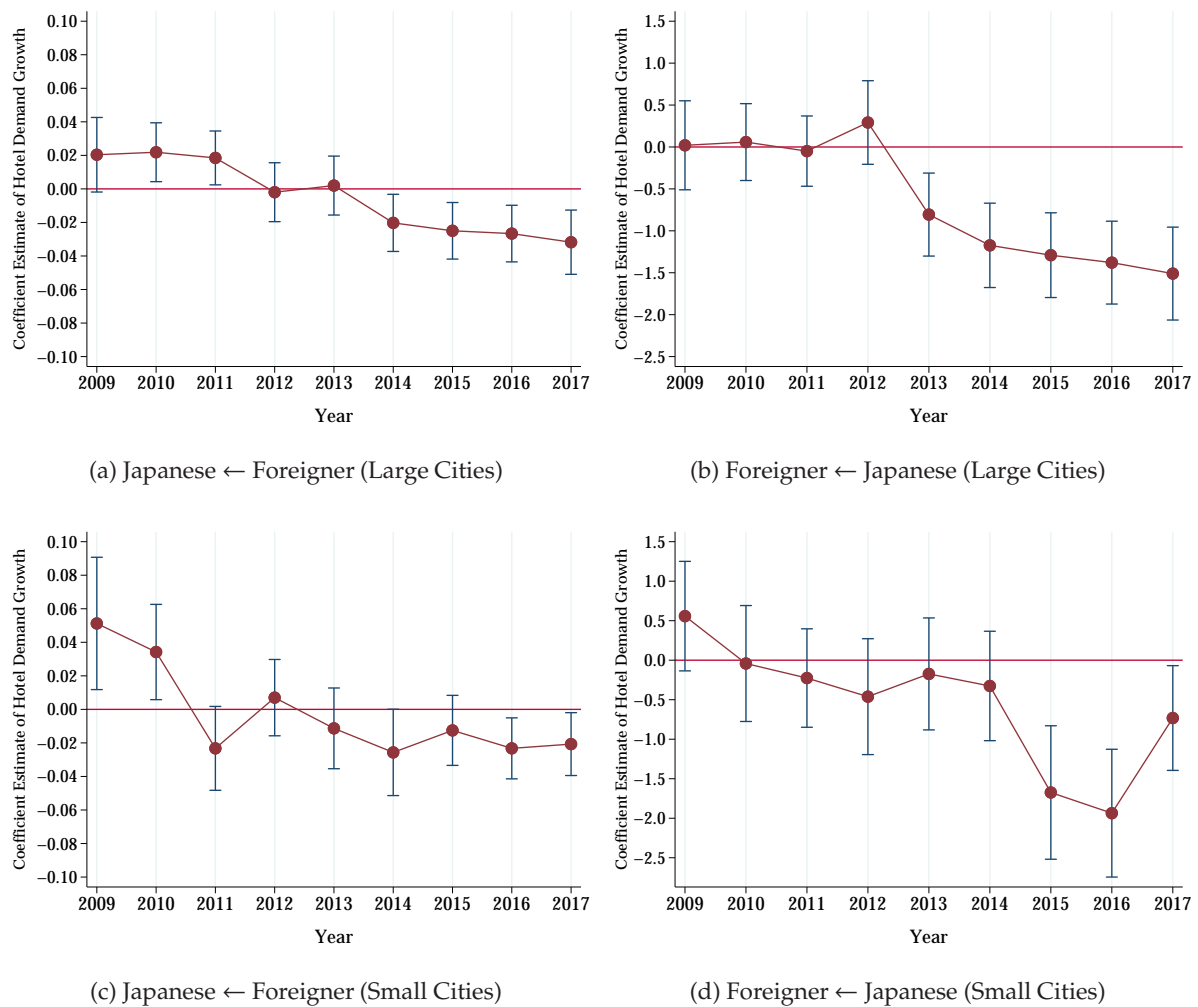 Coefficient Estimate of Hotel Demand Growth
0.10
0.08
0.06
0.04
0.02
0.00
−0.02
−0.04
−0.06
−0.08
−0.10
2009 2010 2011 2012 2013 2014 2015 2016 2017
Year
(a) Japanese ← Foreigner (Large Cities)
Coefficient Estimate of Hotel Demand Growth
1.5
1.0
0.5
0.0
−0.5
−1.0
−1.5
−2.0
−2.5
2009 2010 2011 2012 2013 2014 2015 2016 2017
Year
(b) Foreigner ← Japanese (Large Cities)
Coefficient Estimate of Hotel Demand Growth
0.10
0.08
0.06
0.04
0.02
0.00
−0.02
−0.04
−0.06
−0.08
−0.10
2009 2010 2011 2012 2013 2014 2015 2016 2017
Year
(c) Japanese ← Foreigner (Small Cities)
Coefficient Estimate of Hotel Demand Growth
1.5
1.0
0.5
0.0
−0.5
−1.0
−1.5
−2.0
−2.5
2009 2010 2011 2012 2013 2014 2015 2016 2017
Year
(d) Foreigner ← Japanese (Small Cities)